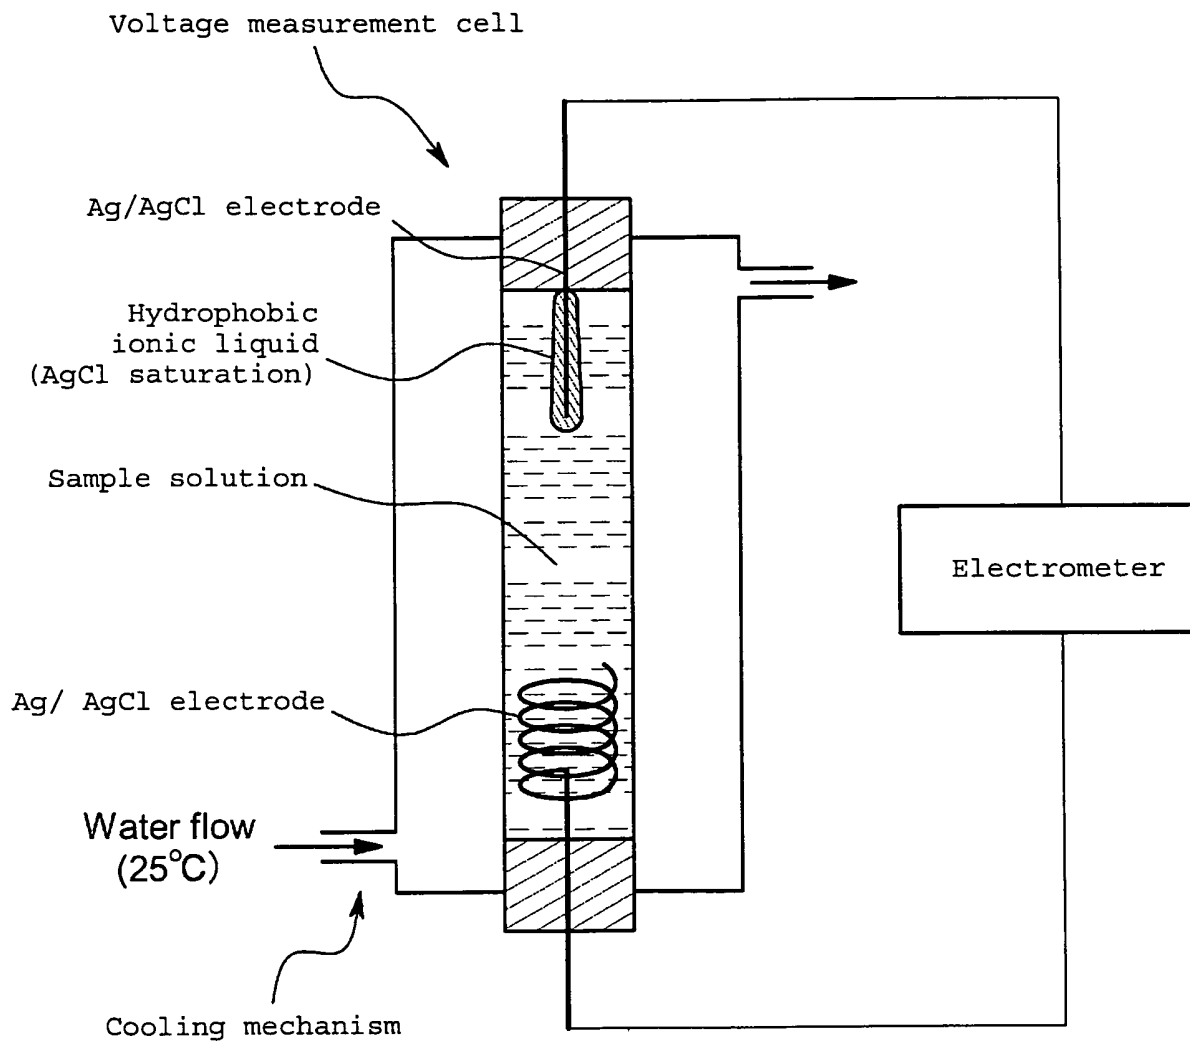 Voltage measurement cell
Ag/AgCl electrode
Hydrophobic
ionic liquid
(AgCl saturation)
Sample solution
Electrometer
Ag/ AgCl electrode
Water flow
(25°C)
Cooling mechanism